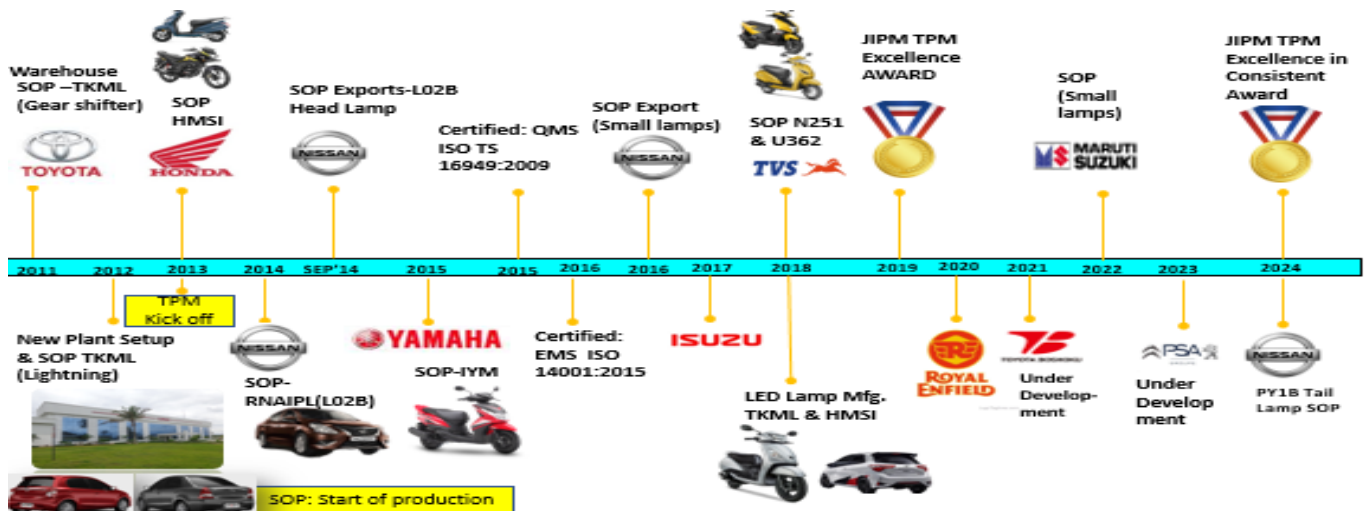 Warehouse
SOP –TKML
(Gear shifter)
TOYOTA
SOP
HMSI
HONDA
SOP Exports-L02B
Head Lamp
NISSAN
Certified: QMS
ISO TS
16949:2009
SOP Export
(Small lamps)
NISSAN
SOP N251
& U362
TVS
JIPM TPM
Excellence
AWARD
SOP
(Small
lamps)
MARUTI
SUZUKI
JIPM TPM
Excellence in
Consistent
Award
2011
2012
2013
2014
SEP'14
2015
2015
2016
2016
2017
2018
2019
2020
2021
2022
2023
2024
New Plant Setup
& SOP TKML
(Lightning)
TPM
Kick off
NISSAN
SOP-
RNAIPL(L02B)
YAMAHA
SOP-IYM
Certified:
EMS ISO
14001:2015
ISUZU
LED Lamp Mfg.
TKML & HMSI
ROYAL
ENFIELD
TOYOTA BOSHOKU
Under
Develop-
ment
PSA
Under
Develop
ment
NISSAN
PY1B Tail
Lamp SOP
SOP: Start of production